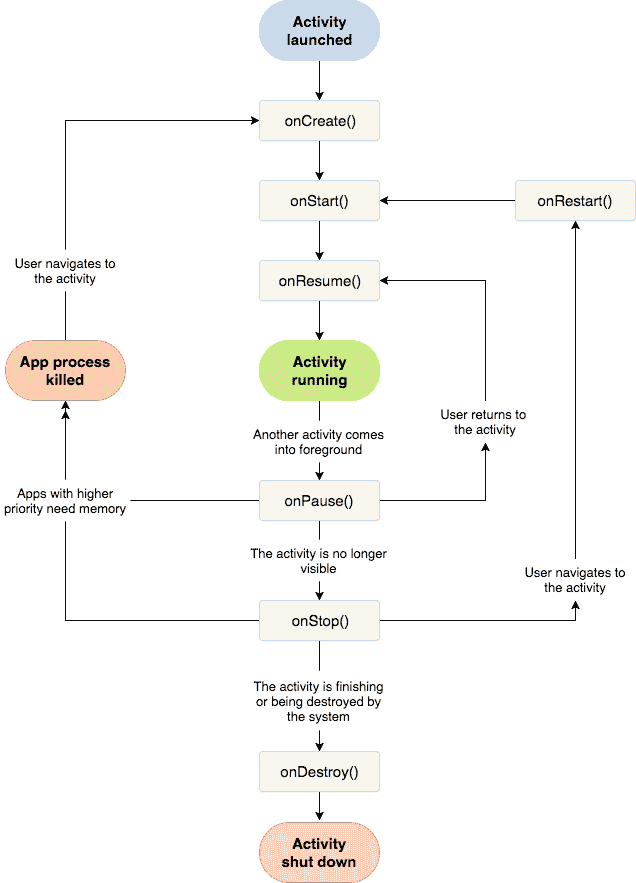 Activity
launched
onCreate()
onStart()
onRestart()
User navigates to
the activity
onResume()
App process
killed
Activity
running
User returns to
the activity
Another activity comes
into foreground
Apps with higher
priority need memory
onPause()
The activity is no longer
visible
User navigates to
the activity
onStop()
The activity is finishing
or being destroyed by
the system
onDestroy()
Activity
shut down